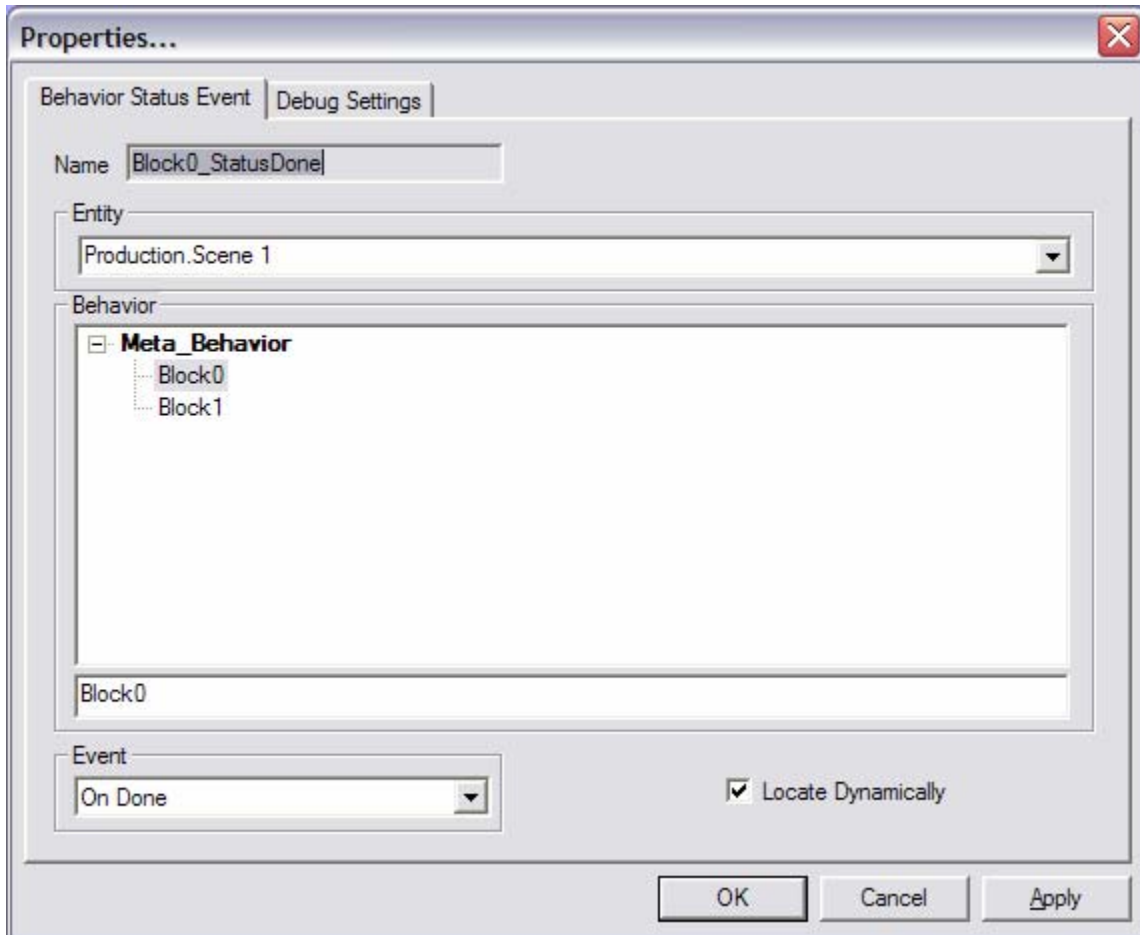 Properties...
Behavior Status Event Debug Settings
Name Block0_StatusDone
Entity
Production.Scene 1
Behavior
Meta_Behavior
Block0
Block1
Block0
Event
On Done
Locate Dynamically
OK Cancel Apply